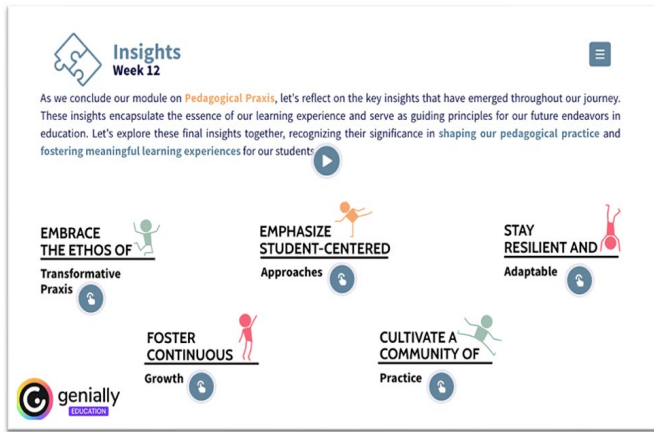 Insights
Week 12
As we conclude our module on Pedagogical Praxis, let's reflect on the key insights that have emerged throughout our journey.
These insights encapsulate the essence of our learning experience and serve as guiding principles for our future endeavors in
education. Let's explore these final insights together, recognizing their significance in shaping our pedagogical practice and
fostering meaningful learning experiences for our students
EMBRACE
THE ETHOS OF
Transformative
Praxis
EMPHASIZE
STUDENT-CENTERED
Approaches
STAY
RESILIENT AND
Adaptable
FOSTER
CONTINUOUS
Growth
CULTIVATE A
COMMUNITY OF
Practice
genially
EDUCATION